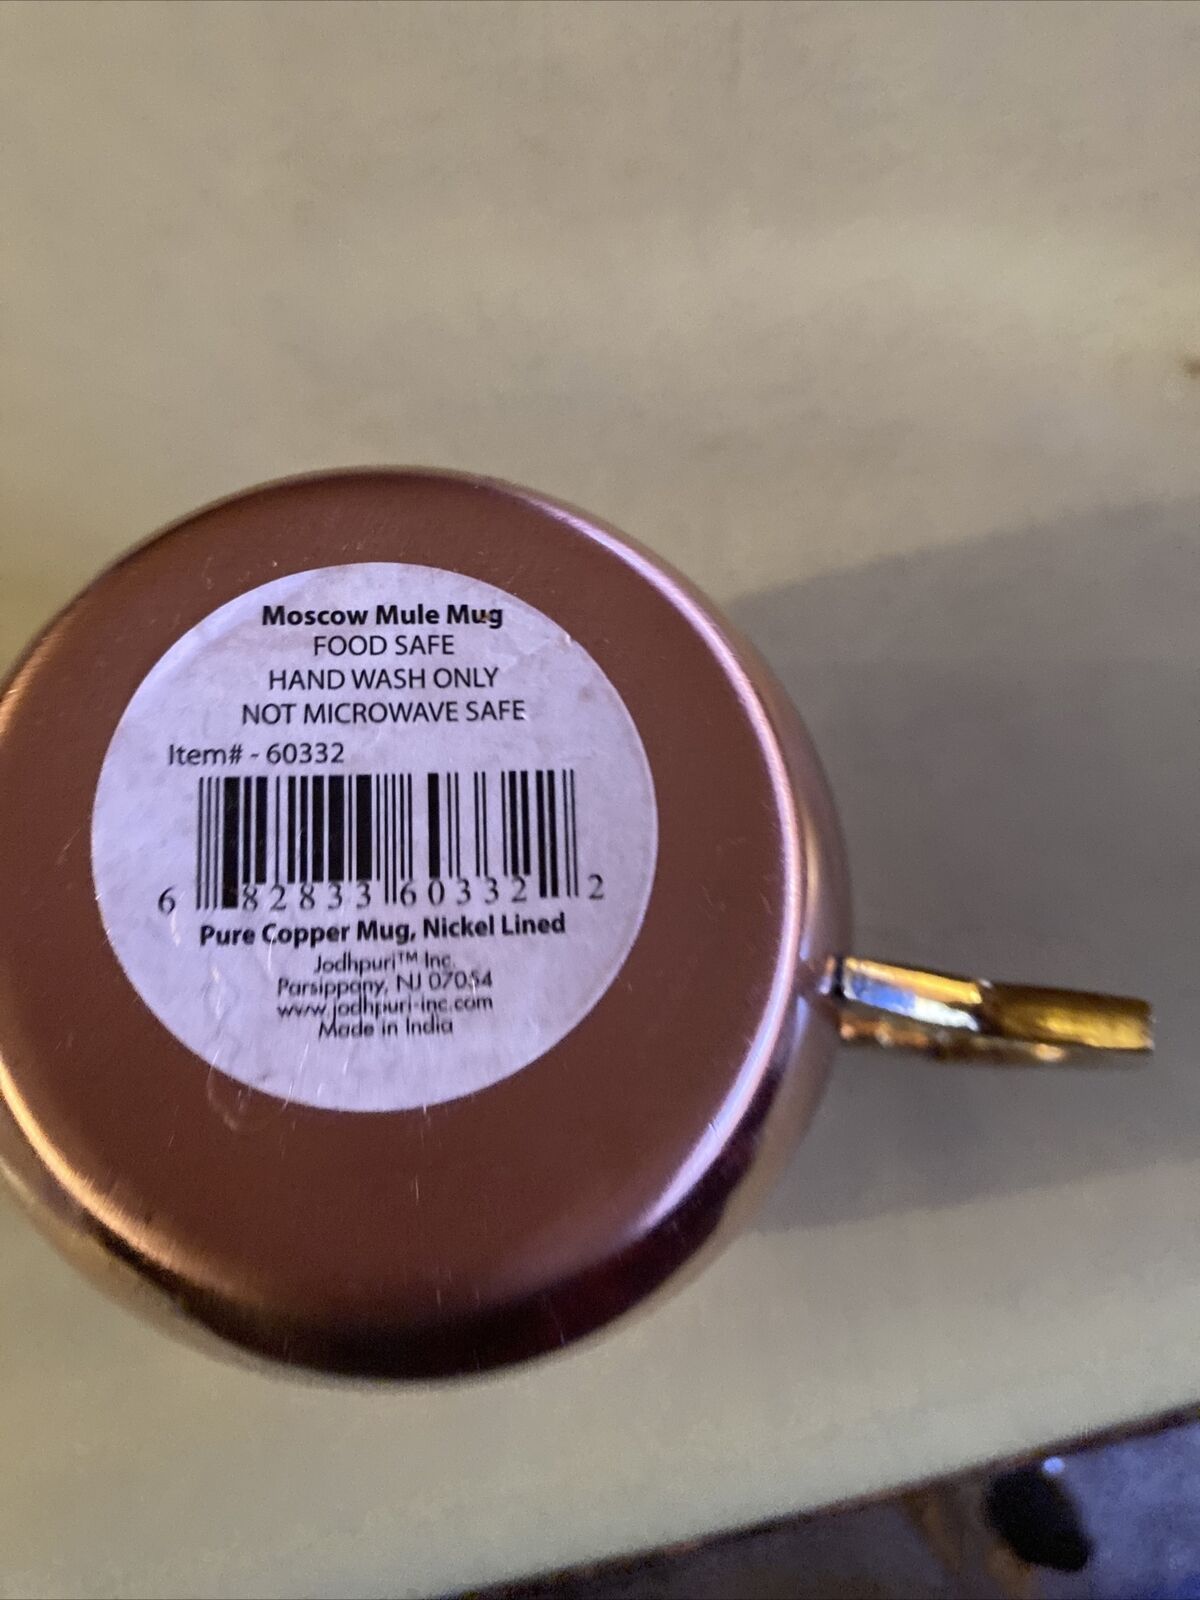 Moscow Mule Mug
FOOD SAFE
HAND WASH ONLY
NOT MICROWAVE SAFE
Item# - 60332
6 82833 60332 2
Pure Copper Mug, Nickel Lined
Jodhpuri™ Inc.
Parsippany, NJ 07054
www.jodhpuri-inc.com
Made in India